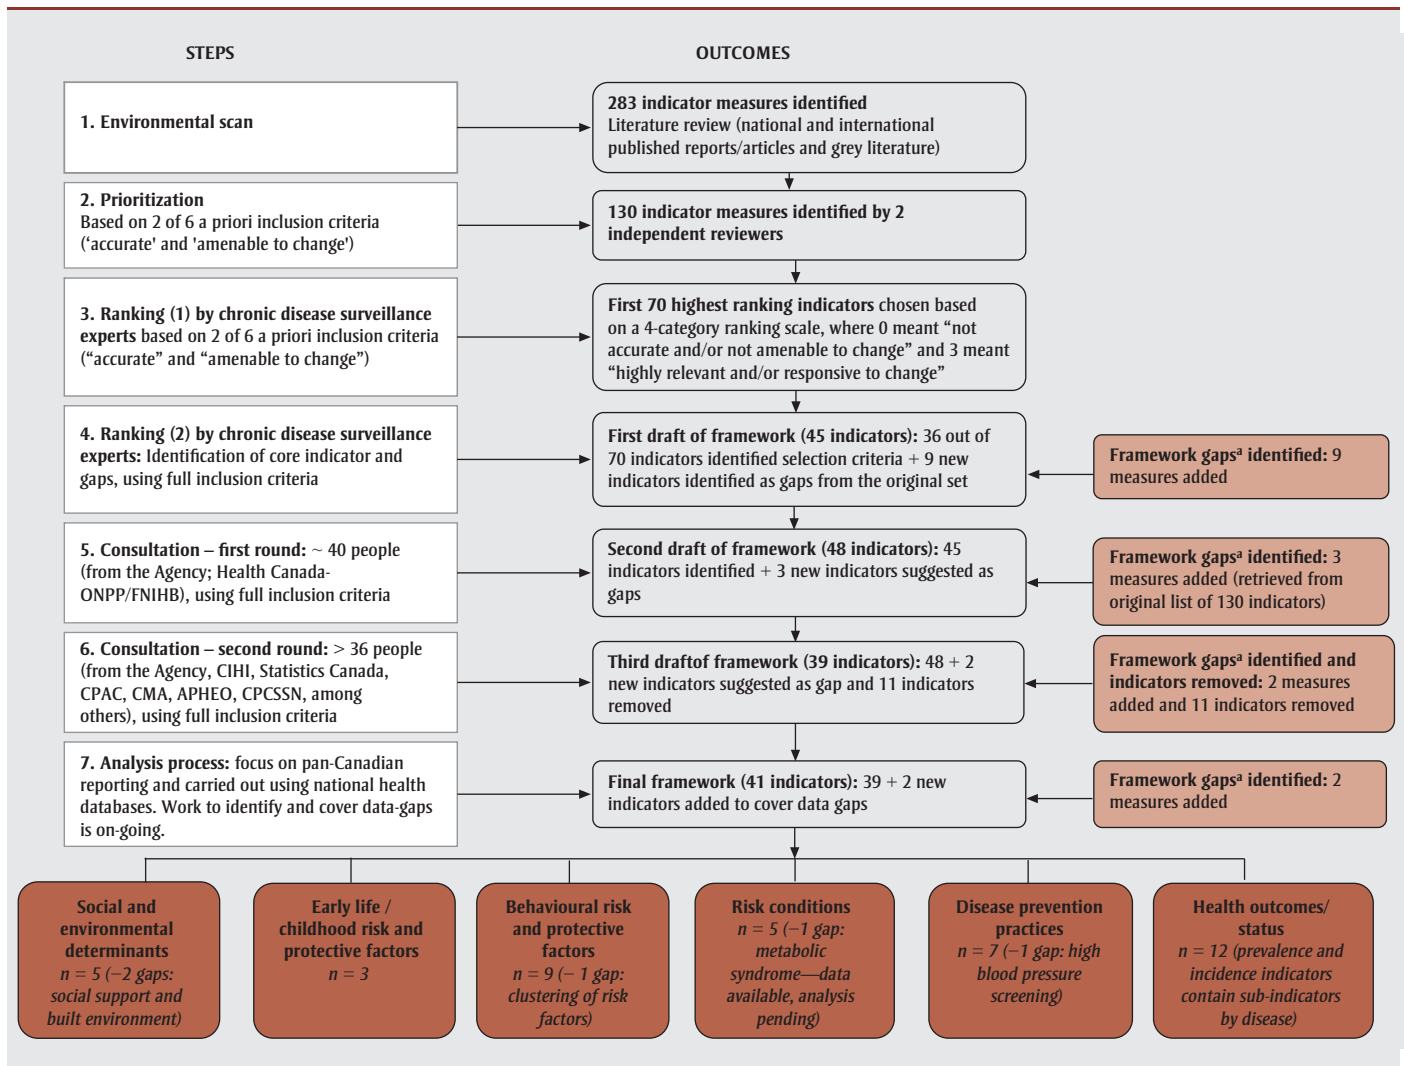 STEPS
OUTCOMES
1. Environmental scan
283 indicator measures identified
Literature review (national and international
published reports/articles and grey literature)
2. Prioritization
Based on 2 of 6 a priori inclusion criteria
(‘accurate' and 'amenable to change')
130 indicator measures identified by 2
independent reviewers
3. Ranking (1) by chronic disease surveillance
experts based on 2 of 6 a priori inclusion criteria
(“accurate” and “amenable to change”)
First 70 highest ranking indicators chosen based
on a 4-category ranking scale, where 0 meant “not
accurate and/or not amenable to change” and 3 meant
“highly relevant and/or responsive to change”
4. Ranking (2) by chronic disease surveillance
experts: Identification of core indicator and
gaps, using full inclusion criteria
First draft of framework (45 indicators): 36 out of
70 indicators identified selection criteria + 9 new
indicators identified as gaps from the original set
Framework gapsᵃ identified: 9
measures added
5. Consultation – first round: ~ 40 people
(from the Agency; Health Canada-
ONPP/FNIHB), using full inclusion criteria
Second draft of framework (48 indicators): 45
indicators identified + 3 new indicators suggested as
gaps
Framework gapsᵃ identified: 3
measures added (retrieved from
original list of 130 indicators)
6. Consultation – second round: > 36 people
(from the Agency, CIHI, Statistics Canada,
CPAC, CMA, APHEO, CPCSSN, among
others), using full inclusion criteria
Third draftof framework (39 indicators): 48 + 2
new indicators suggested as gap and 11 indicators
removed
Framework gapsᵃ identified and
indicators removed: 2 measures
added and 11 indicators removed
7. Analysis process: focus on pan-Canadian
reporting and carried out using national health
databases. Work to identify and cover data-gaps
is on-going.
Final framework (41 indicators): 39 + 2 new
indicators added to cover data gaps
Framework gapsᵃ identified: 2
measures added
Social and
environmental
determinants
n = 5 (−2 gaps:
social support and
built environment)
Early life /
childhood risk and
protective factors
n = 3
Behavioural risk
and protective
factors
n = 9 (− 1 gap:
clustering of risk
factors)
Risk conditions
n = 5 (−1 gap:
metabolic
syndrome—data
available, analysis
pending)
Disease prevention
practices
n = 7 (−1 gap: high
blood pressure
screening)
Health outcomes/
status
n = 12 (prevalence and
incidence indicators
contain sub-indicators
by disease)